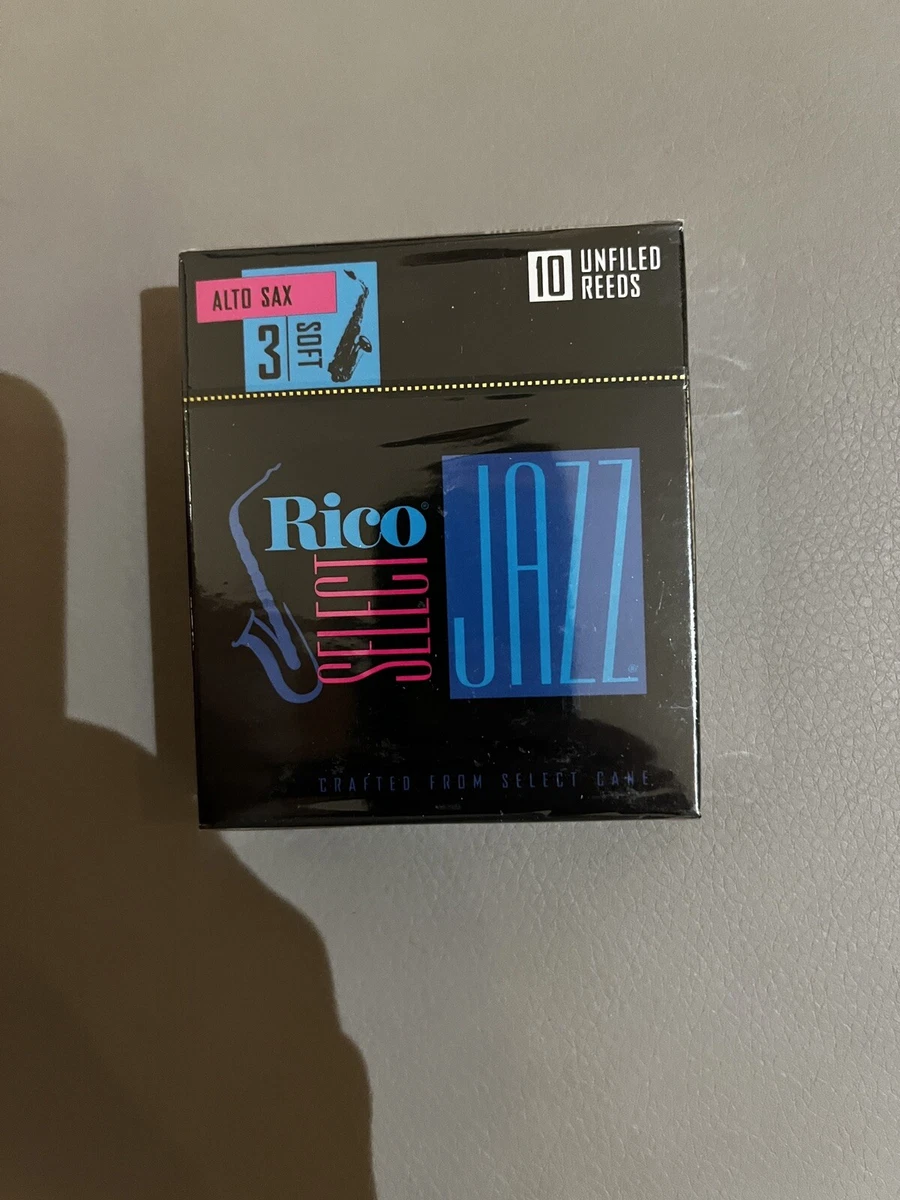 ALTO SAX
3 SOFT
10 UNFILED
REEDS
Rico®
SELECT
JAZZ
CRAFTED FROM SELECT CANE